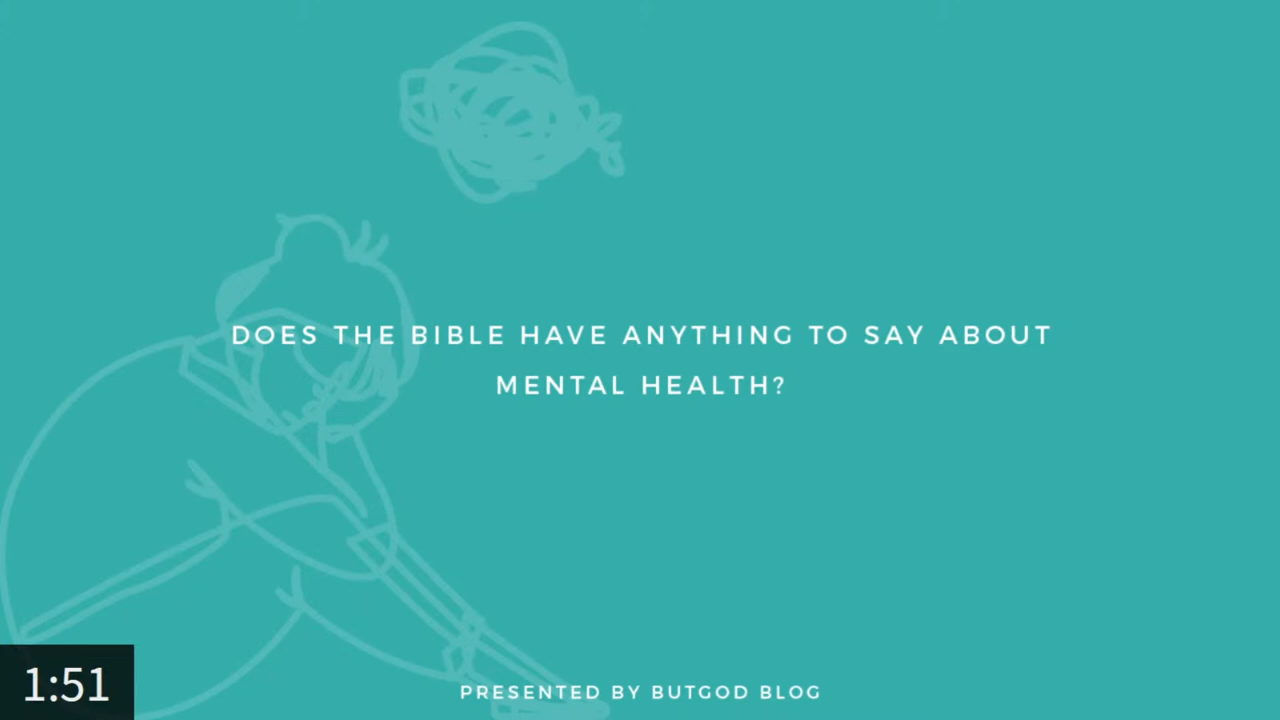 DOES THE BIBLE HAVE ANYTHING TO SAY ABOUT
MENTAL HEALTH?
PRESENTED BY BUTGOD BLOG
1:51